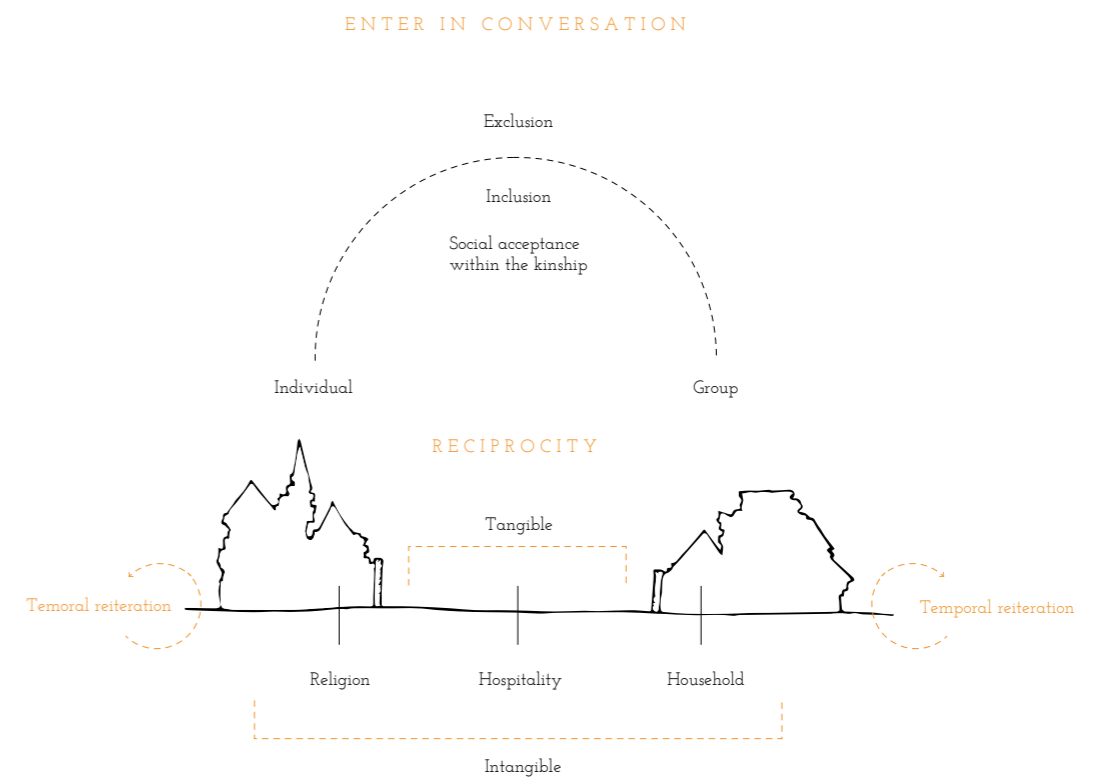 ENTER IN CONVERSATION
Exclusion
Inclusion
Social acceptance
within the kinship
Individual
Group
RECIPROCITY
Tangible
Temoral reiteration
Temporal reiteration
Religion
Hospitality
Household
Intangible